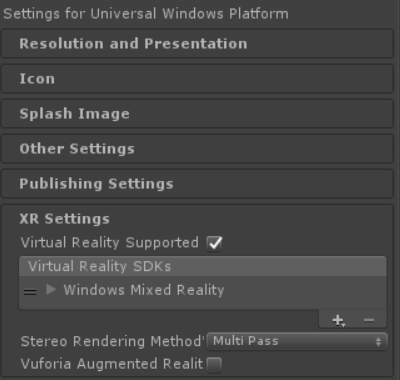 Settings for Universal Windows Platform
Resolution and Presentation
Icon
Splash Image
Other Settings
Publishing Settings
XR Settings
Virtual Reality Supported
Virtual Reality SDKs
Windows Mixed Reality
Stereo Rendering Method* Multi Pass
Vuforia Augmented Realit